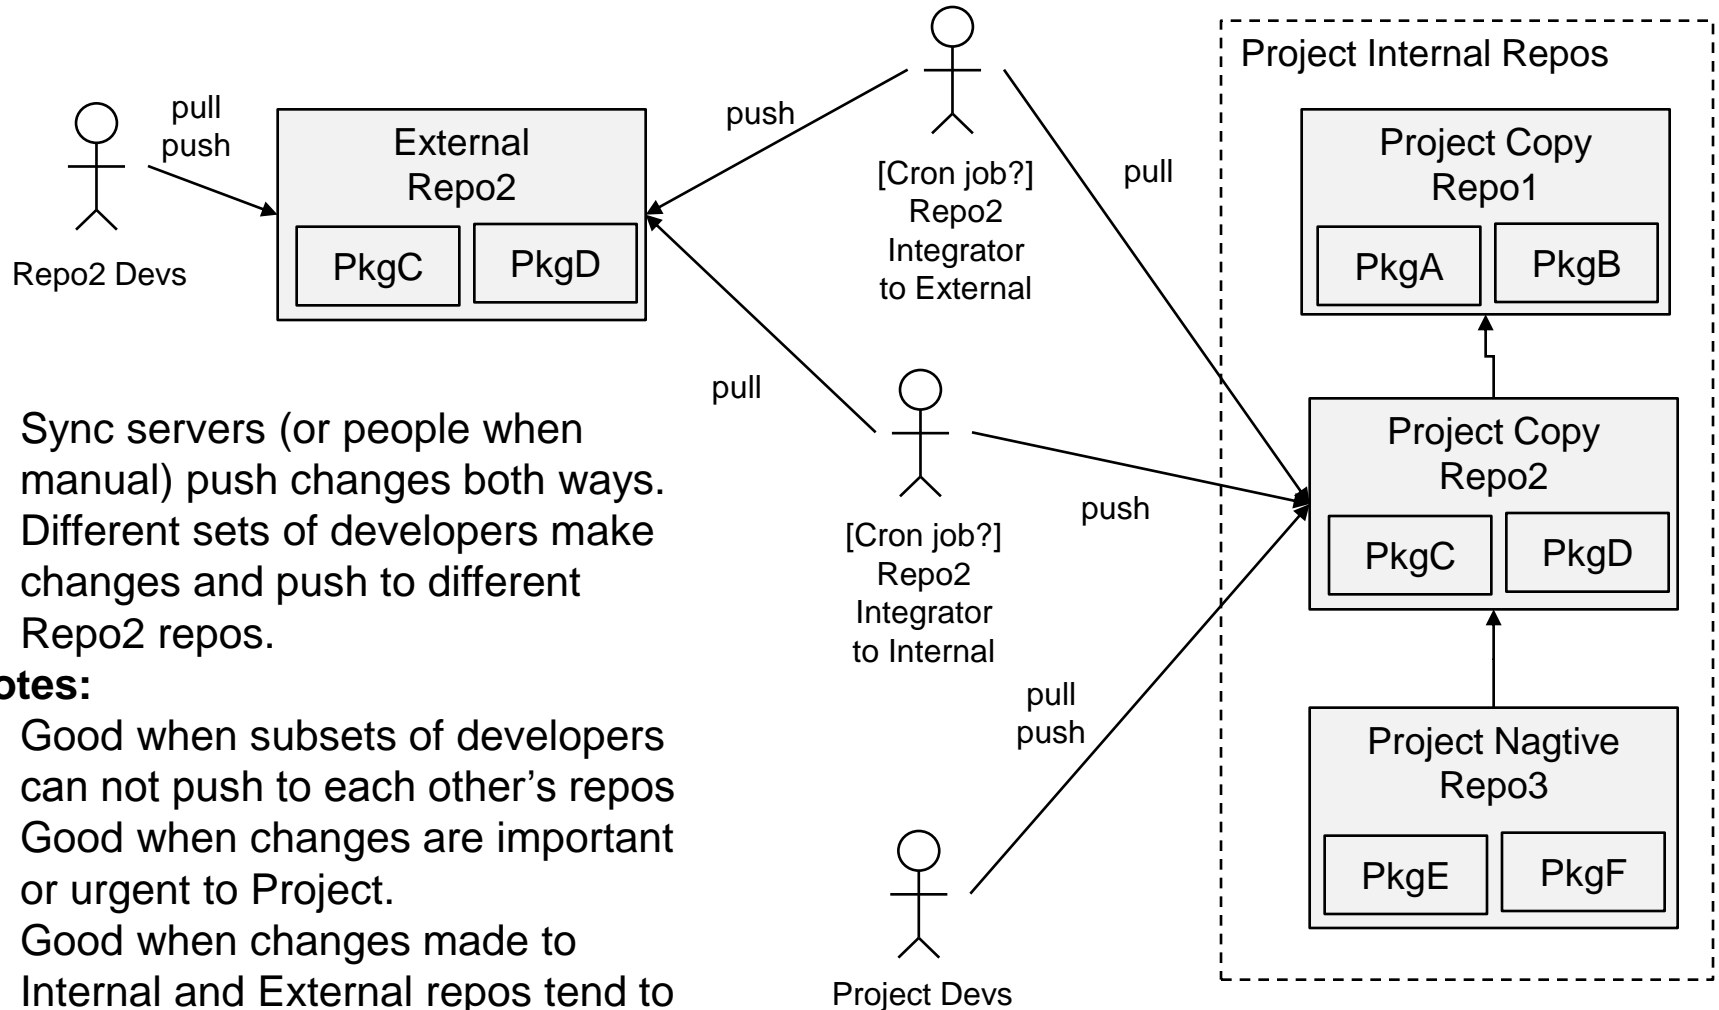 pull
push
Repo2 Devs
External
Repo2
PkgC
PkgD
push
[Cron job?]
Repo2
Integrator
to External
pull
Project Internal Repos
Project Copy
Repo1
PkgA
PkgB
pull
[Cron job?]
Repo2
Integrator
to Internal
push
Project Copy
Repo2
PkgC
PkgD
pull
push
Project Devs
Project Nagtive
Repo3
PkgE
PkgF
Sync servers (or people when
manual) push changes both ways.
Different sets of developers make
changes and push to different
Repo2 repos.
otes:
Good when subsets of developers
can not push to each other’s repos
Good when changes are important
or urgent to Project.
Good when changes made to
Internal and External repos tend to